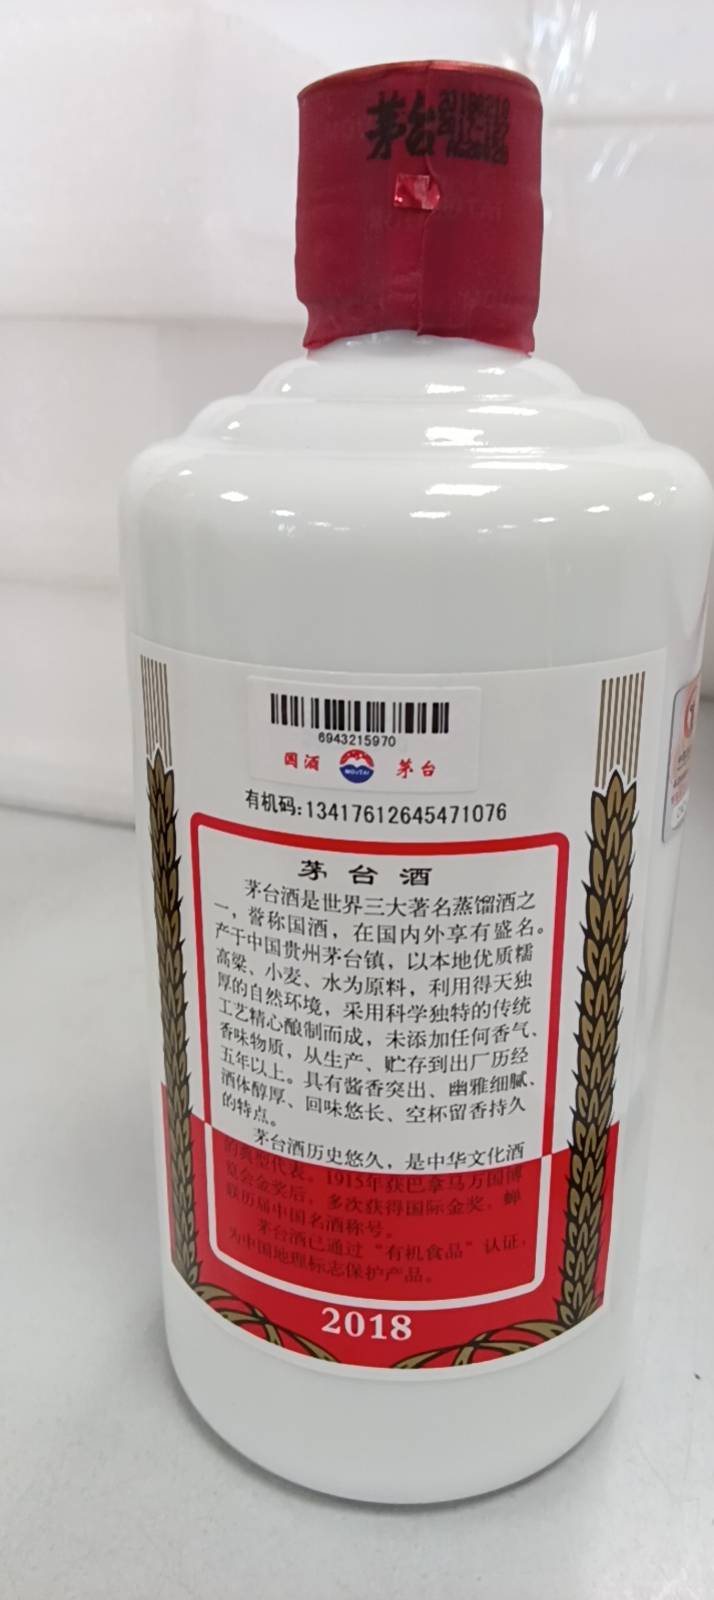 茅台
6943215970
国酒
MOUTAI
茅台
有机码:13417612645471076
茅台酒
茅台酒是世界三大著名蒸馏酒之
一，誉称国酒，在国内外享有盛名。
产于中国贵州茅台镇，以本地优质糯
高粱、小麦、水为原料，利用得天独
厚的自然环境，采用科学独特的传统
工艺精心酿制而成，未添加任何香气、
香味物质，从生产、贮存到出厂历经
五年以上。具有酱香突出、幽雅细腻、
酒体醇厚、回味悠长、空杯留香持久
的特点。
茅台酒历史悠久，是中华文化酒
的典型代表。1915年获巴拿马万国博
览会金奖后，多次获得国际金奖，蝉
联历届中国名酒称号。
茅台酒已通过“有机食品”认证，
为中国地理标志保护产品。
2018